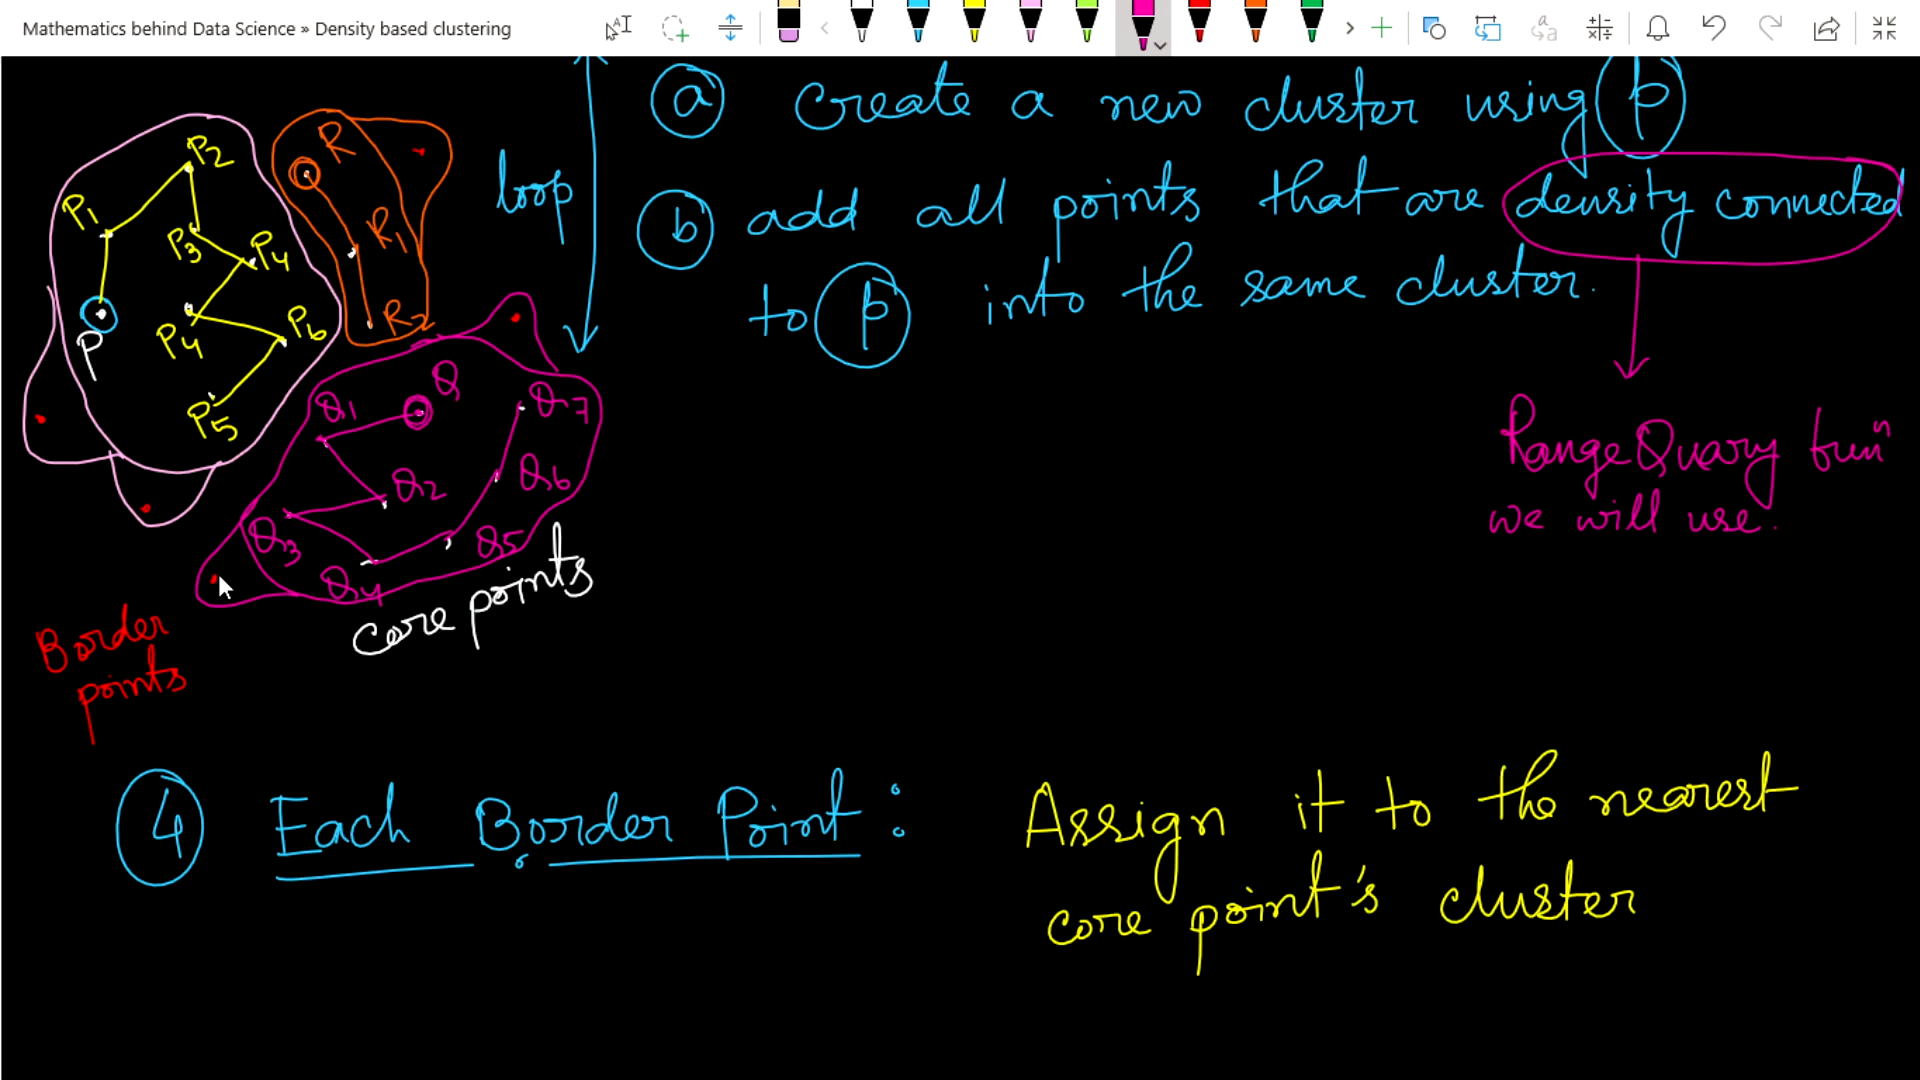 Mathematics behind Data Science » Density based clustering
a create a new cluster using p
loop
b add all points that are density connected
to p into the same cluster.
RangeQuary funn
we will use.
P2
P1
P3
P4
P4
P6
P
P5
R
R1
R2
Q
Q1
Q7
Q2
Q6
Q3
Q5
Q4
core points
Border
points
4 Each Border Point : Assign it to the nearest
core point's cluster